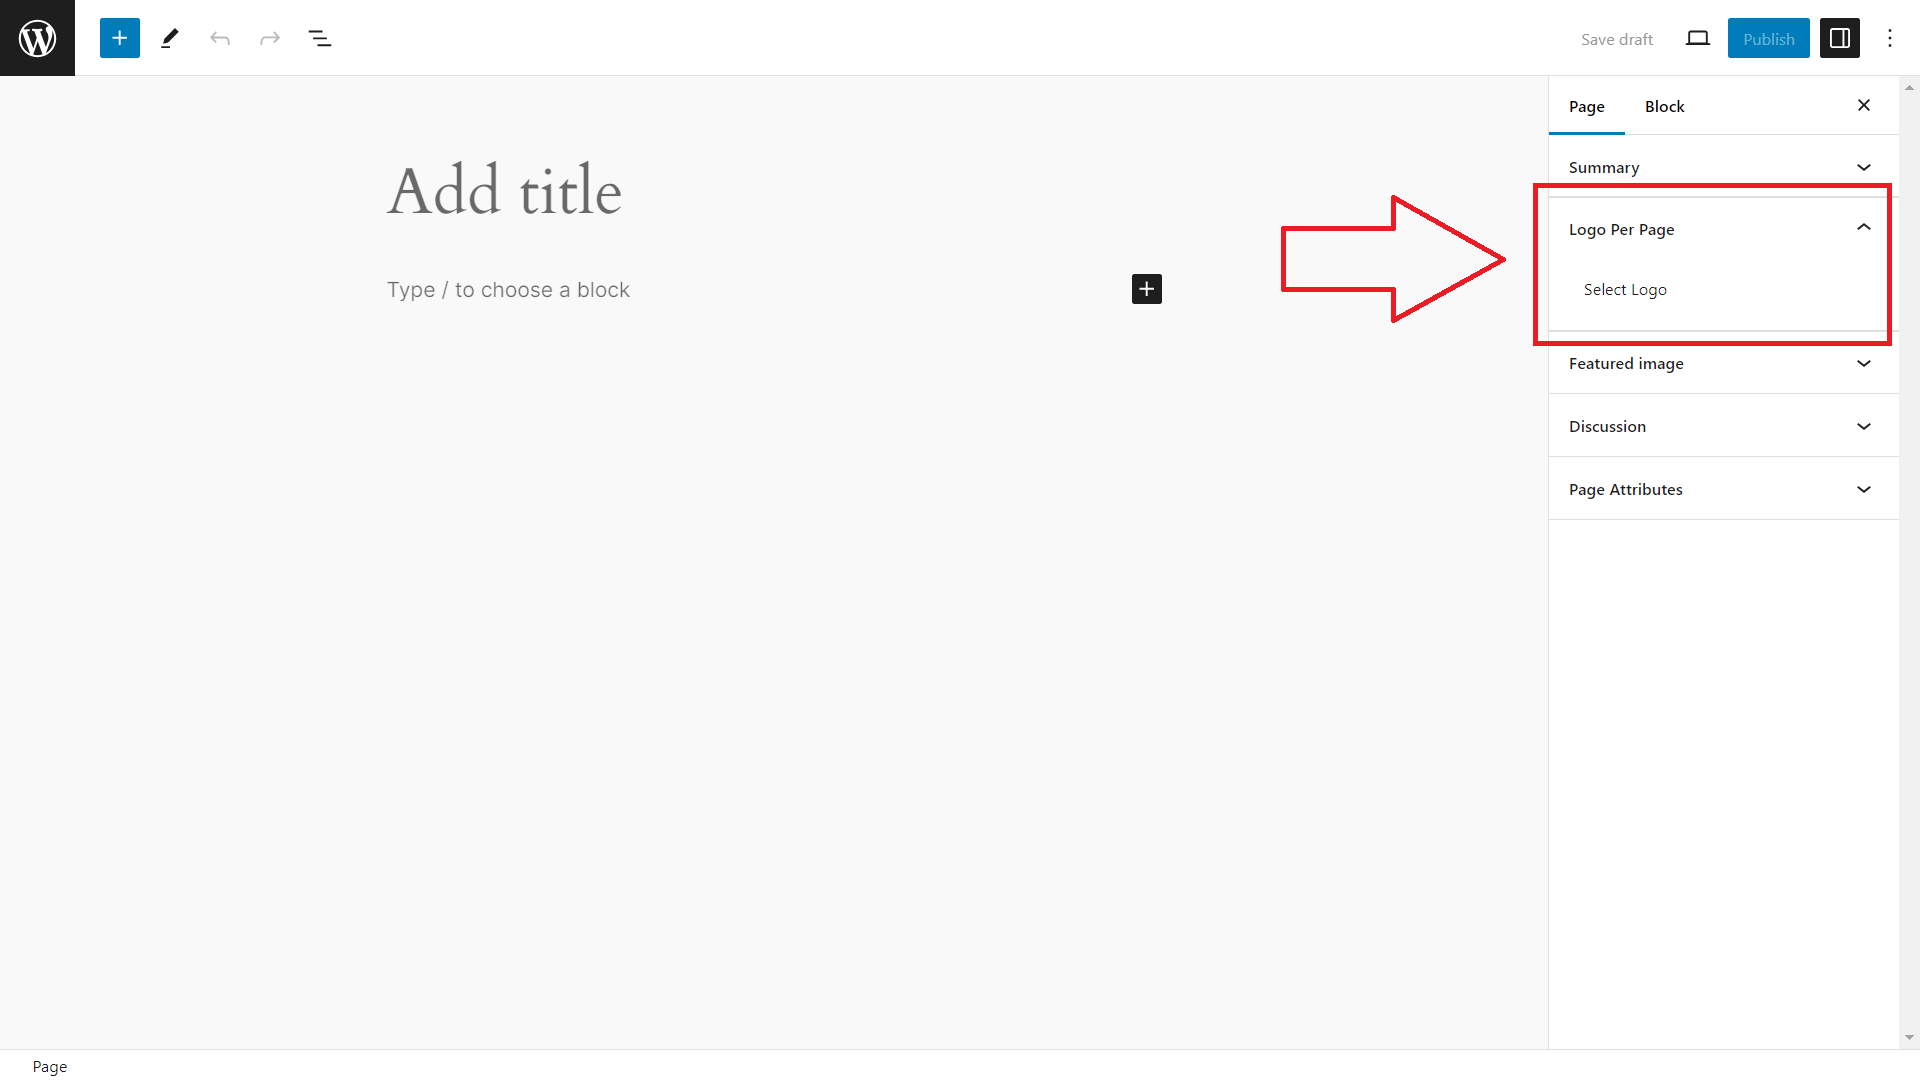 Save draft
Publish
Page Block
Summary
Add title
Logo Per Page
Type / to choose a block
Select Logo
Featured image
Discussion
Page Attributes
Page